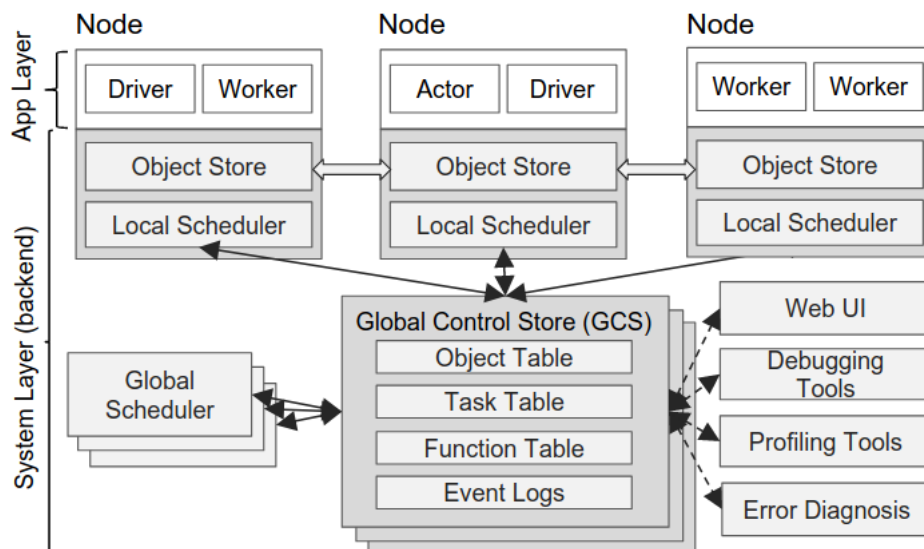 Node
Node
Node
App Layer
Driver
Worker
Actor
Driver
Worker
Worker
System Layer (backend)
Object Store
Object Store
Object Store
Local Scheduler
Local Scheduler
Local Scheduler
Global Control Store (GCS)
Object Table
Task Table
Function Table
Event Logs
Global
Scheduler
Web UI
Debugging
Tools
Profiling Tools
Error Diagnosis